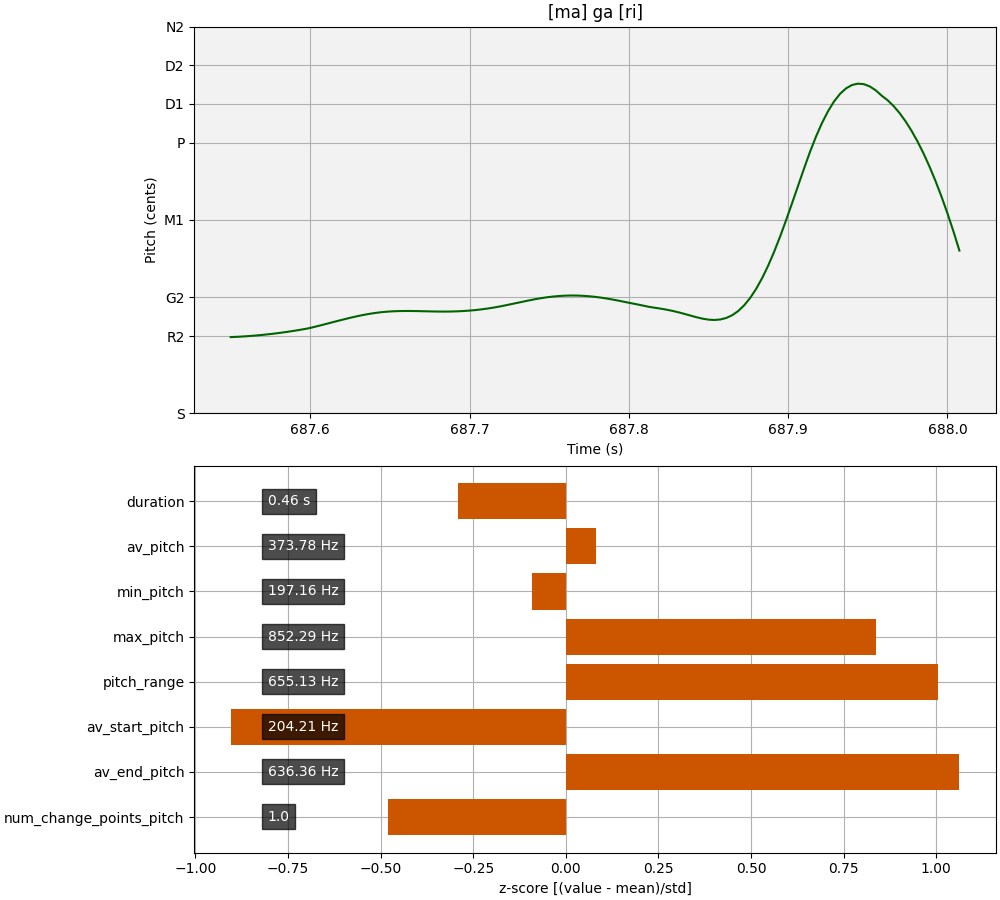 [ma] ga [ri]
N2
D2
D1
P
M1
G2
R2
S
Pitch (cents)
687.6 687.7 687.8 687.9 688.0
Time (s)
duration 0.46 s
av_pitch 373.78 Hz
min_pitch 197.16 Hz
max_pitch 852.29 Hz
pitch_range 655.13 Hz
av_start_pitch 204.21 Hz
av_end_pitch 636.36 Hz
num_change_points_pitch 1.0
−1.00 −0.75 −0.50 −0.25 0.00 0.25 0.50 0.75 1.00
z-score [(value - mean)/std]